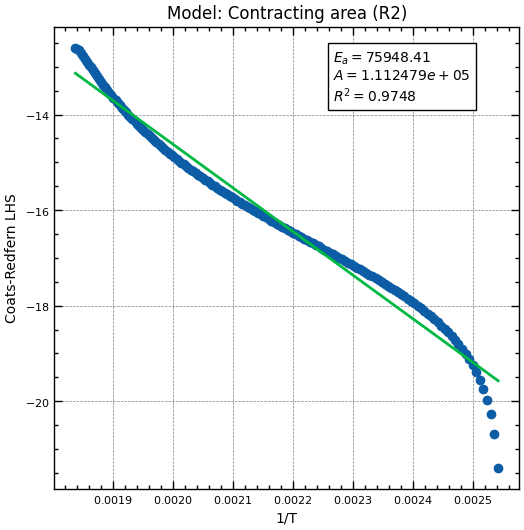 Model: Contracting area (R2)
E_a = 75948.41
A = 1.112479e + 05
R^2 = 0.9748
−14
−16
−18
−20
Coats-Redfern LHS
0.0019 0.0020 0.0021 0.0022 0.0023 0.0024 0.0025
1/T